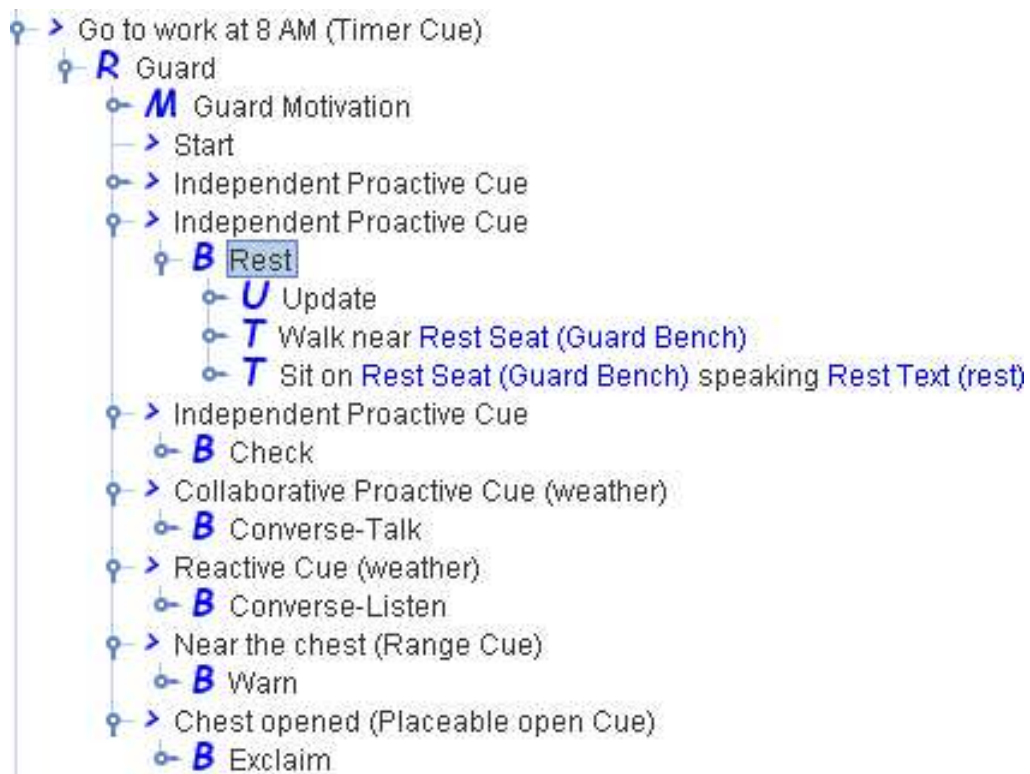 > Go to work at 8 AM (Timer Cue)
R Guard
M Guard Motivation
> Start
> Independent Proactive Cue
> Independent Proactive Cue
B Rest
U Update
T Walk near Rest Seat (Guard Bench)
T Sit on Rest Seat (Guard Bench) speaking Rest Text (rest)
> Independent Proactive Cue
B Check
> Collaborative Proactive Cue (weather)
B Converse-Talk
> Reactive Cue (weather)
B Converse-Listen
> Near the chest (Range Cue)
B Warn
> Chest opened (Placeable open Cue)
B Exclaim